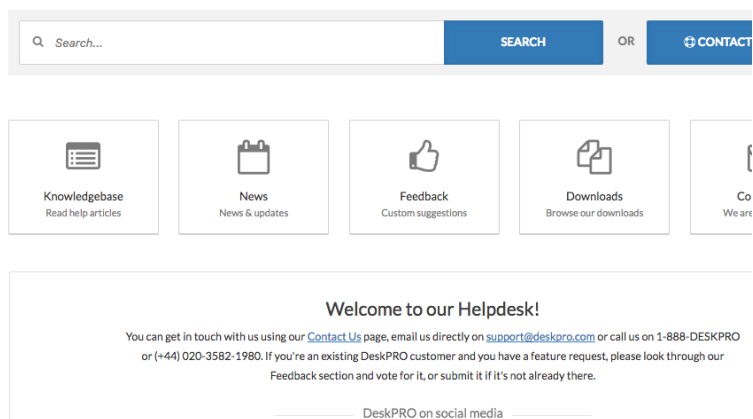 Search...
SEARCH
OR
CONTACT
Knowledgebase
Read help articles
News
News & updates
Feedback
Custom suggestions
Downloads
Browse our downloads
Co
We are
Welcome to our Helpdesk!
You can get in touch with us using our Contact Us page, email us directly on support@deskpro.com or call us on 1-888-DESKPRO
or (+44) 020-3582-1980. If you're an existing DeskPRO customer and you have a feature request, please look through our
Feedback section and vote for it, or submit it if it's not already there.
DeskPRO on social media